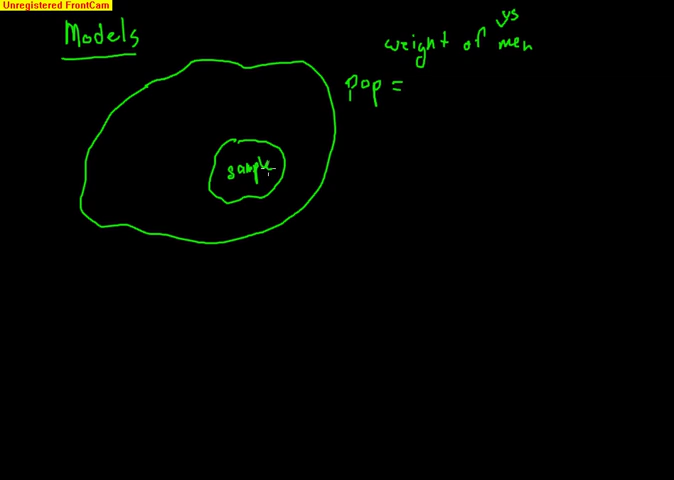 Unregistered FrontCam
Models
weight of US men
Pop =
sample